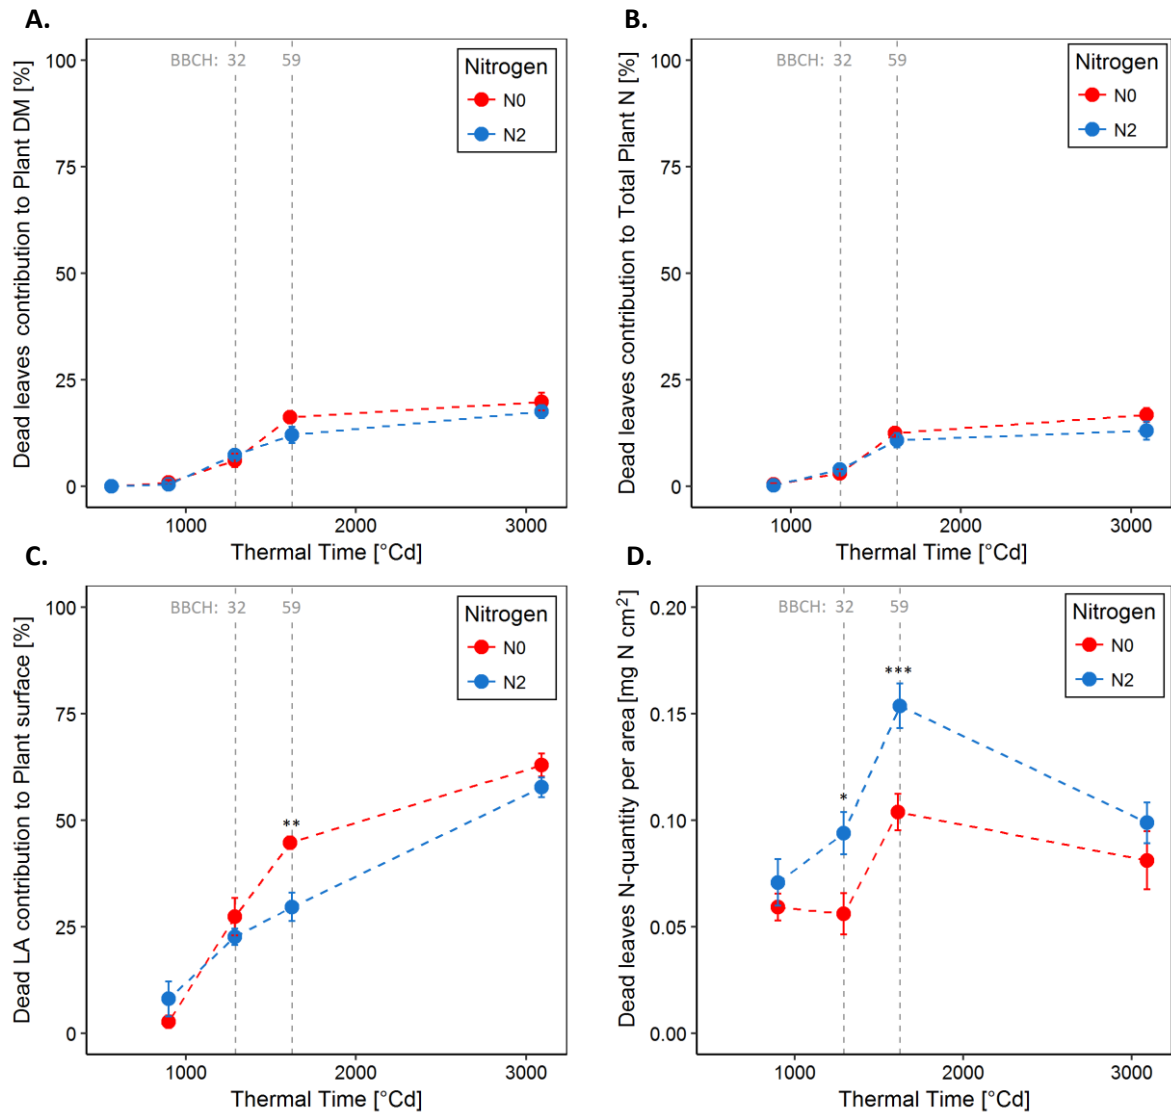 A.
Dead leaves contribution to Plant DM [%]
100
75
50
25
0
BBCH: 32 59
Nitrogen
N0
N2
1000 2000 3000
Thermal Time [°Cd]
B.
Dead leaves contribution to Total Plant N [%]
100
75
50
25
0
BBCH: 32 59
Nitrogen
N0
N2
1000 2000 3000
Thermal Time [°Cd]
C.
Dead LA contribution to Plant surface [%]
100
75
50
25
0
BBCH: 32 59
Nitrogen
N0
N2
**
1000 2000 3000
Thermal Time [°Cd]
D.
Dead leaves N-quantity per area [mg N cm²]
0.20
0.15
0.10
0.05
0.00
BBCH: 32 59
Nitrogen
N0
N2
***
*
1000 2000 3000
Thermal Time [°Cd]